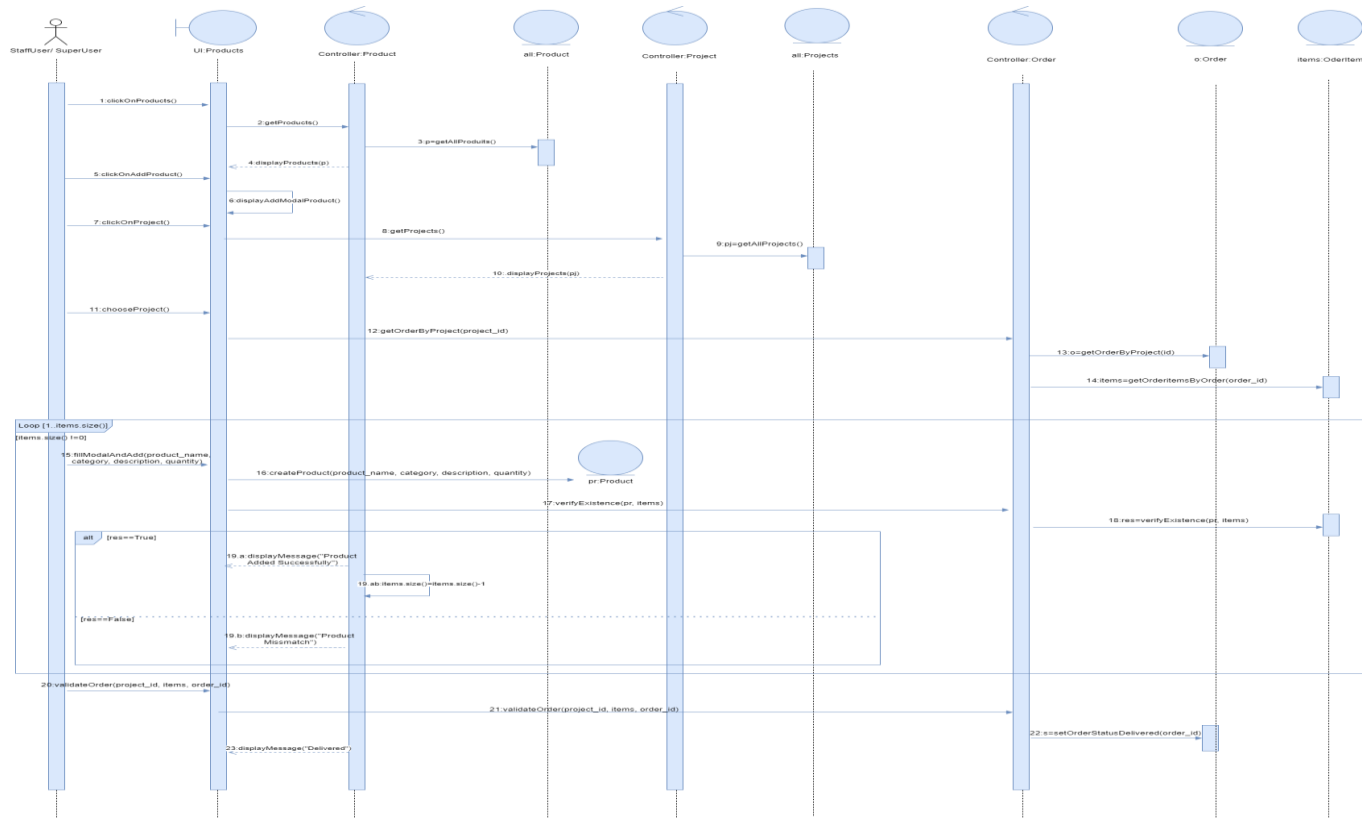 StaffUser/ SuperUser
UI:Products
Controller:Product
all:Product
Controller:Project
all:Projects
Controller:Order
o:Order
items:OderItem
1:clickOnProducts()
2:getProducts()
3:p=getAllProduits()
4:displayProducts(p)
5:clickOnAddProduct()
6:displayAddModalProduct()
7:clickOnProject()
8:getProjects()
9:pj=getAllProjects()
10:.displayProjects(pj)
11:chooseProject()
12:getOrderByProject(project_id)
13:o=getOrderByProject(id)
14:items=getOrderItemsByOrder(order_id)
Loop [1..items.size()]
[items.size() !=0]
15:fillModalAndAdd(product_name,
category, description, quantity)
16:createProduct(product_name, category, description, quantity)
pr:Product
17:verifyExistence(pr, items)
18:res=verifyExistence(pr, items)
alt [res==True]
19.a:displayMessage("Product
Added Successfully")
19.ab:items.size()=items.size()-1
[res==False]
19.b:displayMessage("Product
Missmatch")
20:validateOrder(project_id, items, order_id)
21:validateOrder(project_id, items, order_id)
22:s=setOrderStatusDelivered(order_id)
23:displayMessage("Delivered")